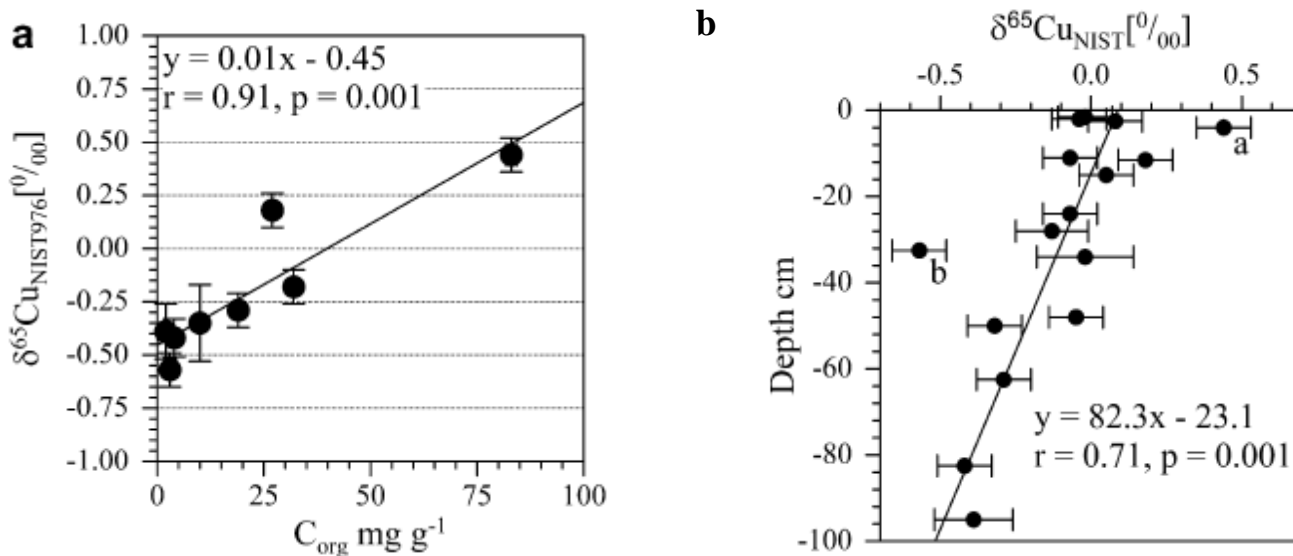 a
y = 0.01x - 0.45
r = 0.91, p = 0.001
δ⁶⁵Cu_NIST976[⁰/₀₀]
1.00
0.75
0.50
0.25
0.00
-0.25
-0.50
-0.75
-1.00
0 25 50 75 100
C_org mg g⁻¹
b
δ⁶⁵Cu_NIST[⁰/₀₀]
-0.5 0.0 0.5
Depth cm
0
-20
-40
-60
-80
-100
a
b
y = 82.3x - 23.1
r = 0.71, p = 0.001